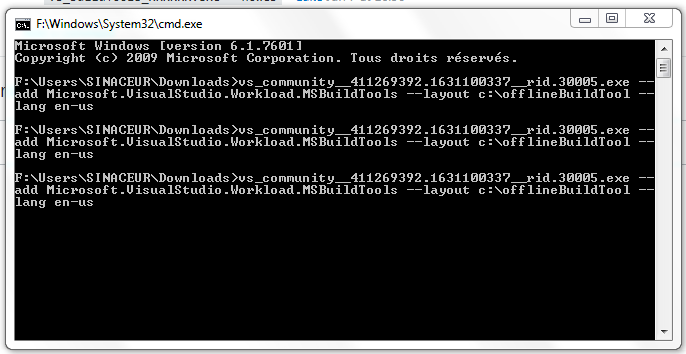 F:\Windows\System32\cmd.exe
Microsoft Windows [version 6.1.7601]
Copyright (c) 2009 Microsoft Corporation. Tous droits réservés.
F:\Users\SINACEUR\Downloads>vs_community__411269392.1631100337__rid.30005.exe --
add Microsoft.VisualStudio.Workload.MSBuildTools --layout c:\offlineBuildTool --
lang en-us
F:\Users\SINACEUR\Downloads>vs_community__411269392.1631100337__rid.30005.exe --
add Microsoft.VisualStudio.Workload.MSBuildTools --layout c:\offlineBuildTool --
lang en-us
F:\Users\SINACEUR\Downloads>vs_community__411269392.1631100337__rid.30005.exe --
add Microsoft.VisualStudio.Workload.MSBuildTools --layout c:\offlineBuildTool --
lang en-us